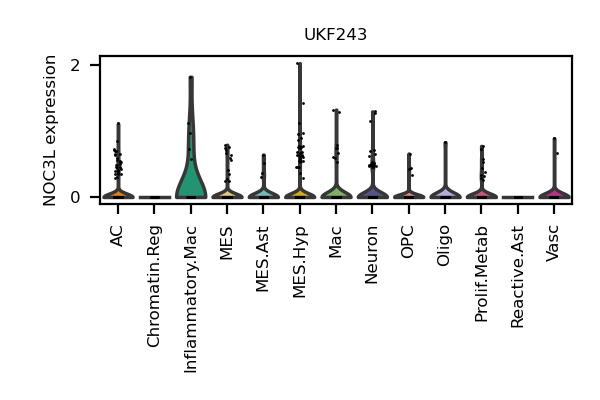 UKF243
NOC3L expression
2
0
AC
Chromatin.Reg
Inflammatory.Mac
MES
MES.Ast
MES.Hyp
Mac
Neuron
OPC
Oligo
Prolif.Metab
Reactive.Ast
Vasc